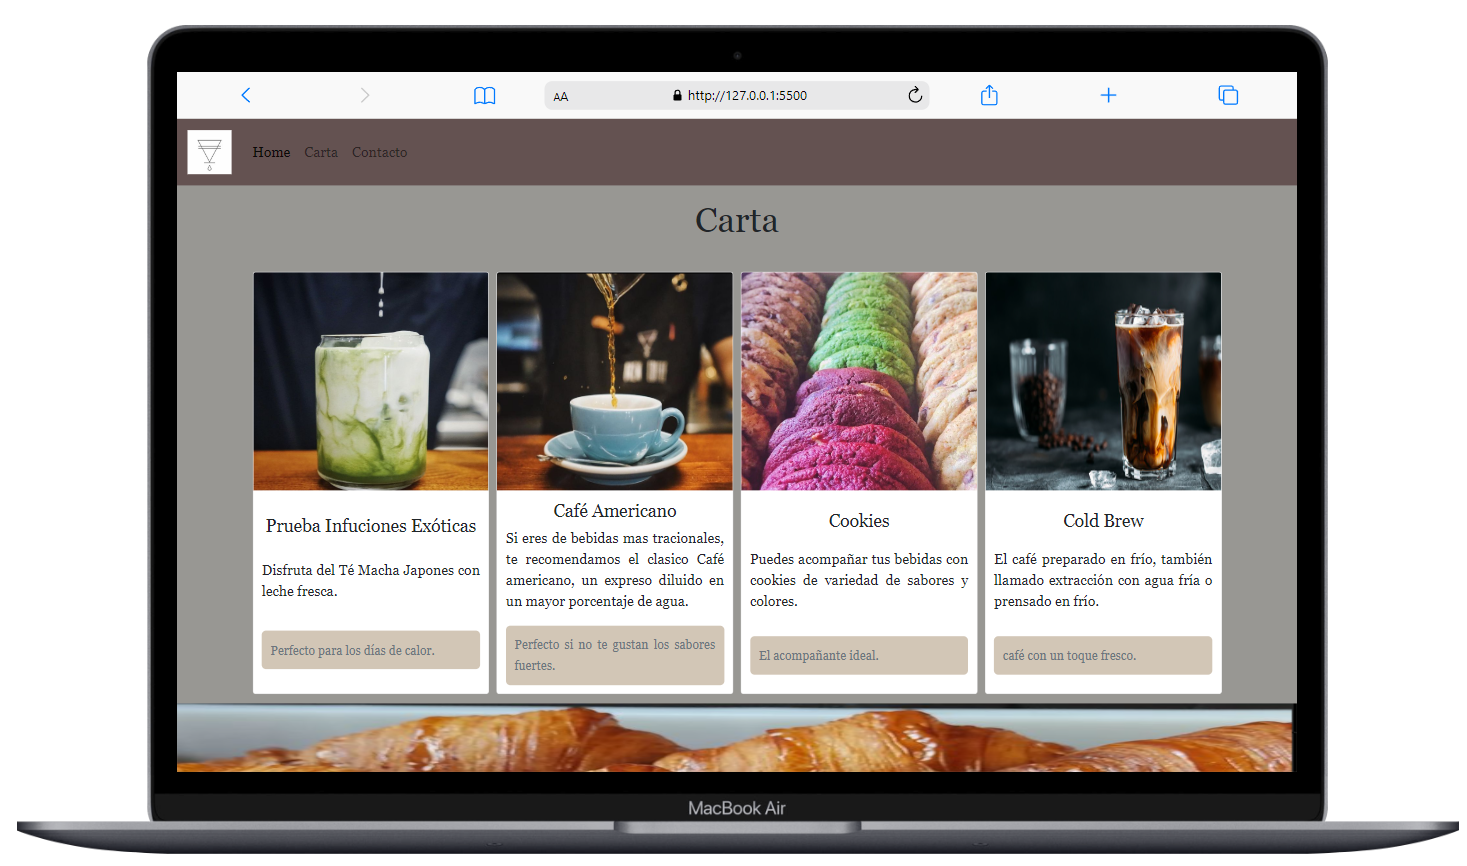 AA
http://127.0.0.1:5500
Home Carta Contacto
Carta
Prueba Infuciones Exóticas
Disfruta del Té Macha Japones con
leche fresca.
Perfecto para los días de calor.
Café Americano
Si eres de bebidas mas tracionales,
te recomendamos el clasico Café
americano, un expreso diluido en
un mayor porcentaje de agua.
Perfecto si no te gustan los sabores
fuertes.
Cookies
Puedes acompañar tus bebidas con
cookies de variedad de sabores y
colores.
El acompañante ideal.
Cold Brew
El café preparado en frío, también
llamado extracción con agua fría o
prensado en frío.
café con un toque fresco.
MacBook Air